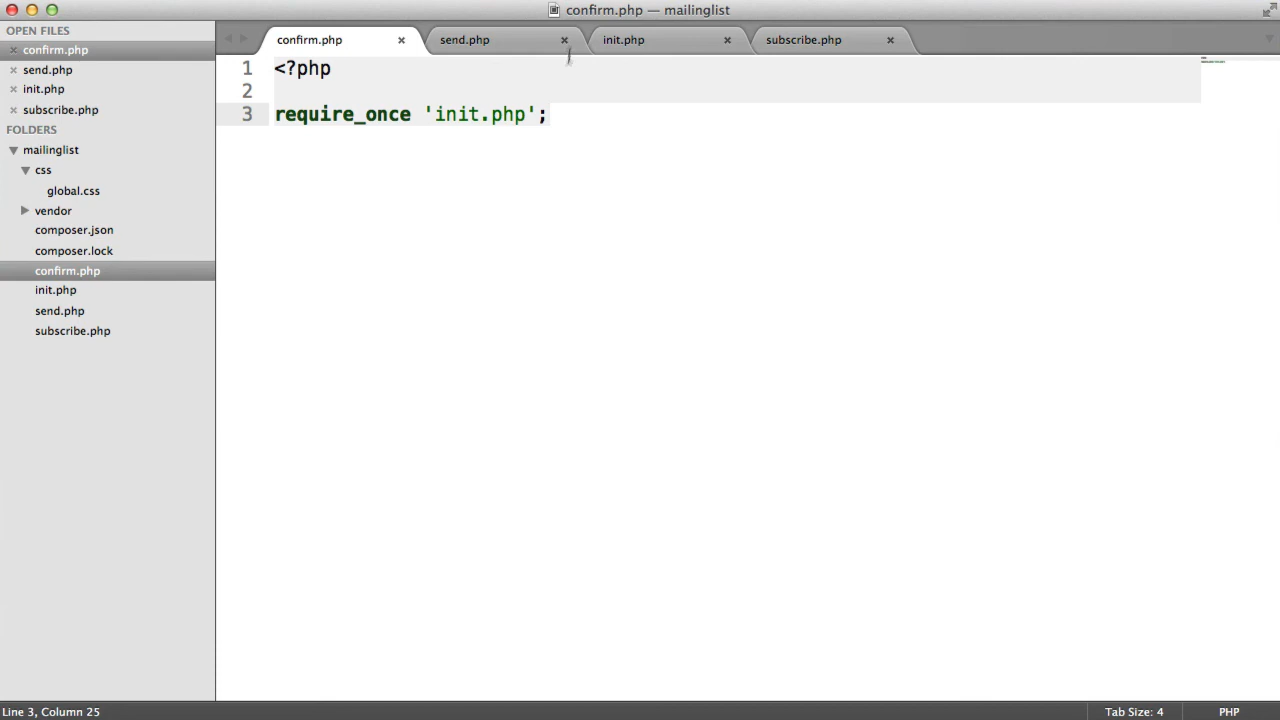 confirm.php — mailinglist
OPEN FILES
confirm.php
send.php
init.php
subscribe.php
FOLDERS
mailinglist
css
global.css
vendor
composer.json
composer.lock
confirm.php
init.php
send.php
subscribe.php
confirm.php send.php init.php subscribe.php
1 <?php
2
3 require_once 'init.php';
Line 3, Column 25 Tab Size: 4 PHP